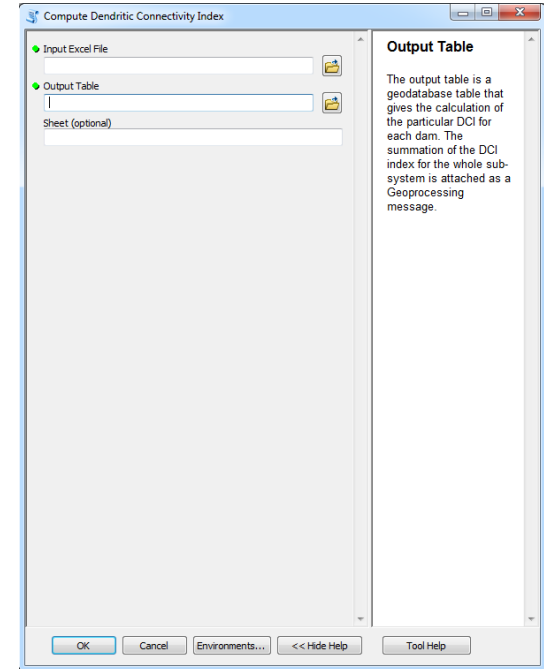 Compute Dendritic Connectivity Index
Input Excel File
Output Table
Sheet (optional)
Output Table
The output table is a
geodatabase table that
gives the calculation of
the particular DCI for
each dam. The
summation of the DCI
index for the whole sub-
system is attached as a
Geoprocessing
message.
OK
Cancel
Environments...
<< Hide Help
Tool Help